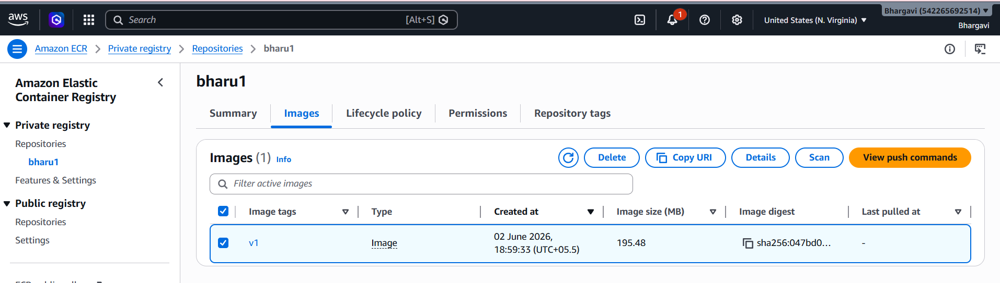 aws
Search
[Alt+S]
1
United States (N. Virginia)
Bhargavi (542265692514)
Bhargavi
Amazon ECR
Private registry
Repositories
bharu1
Amazon Elastic
Container Registry
Private registry
Repositories
bharu1
Features & Settings
Public registry
Repositories
Settings
bharu1
Summary
Images
Lifecycle policy
Permissions
Repository tags
Images (1) Info
Delete
Copy URI
Details
Scan
View push commands
Filter active images
Image tags
Type
Created at
Image size (MB)
Image digest
Last pulled at
v1
Image
02 June 2026,
18:59:33 (UTC+05.5)
195.48
sha256:047bd0...
-